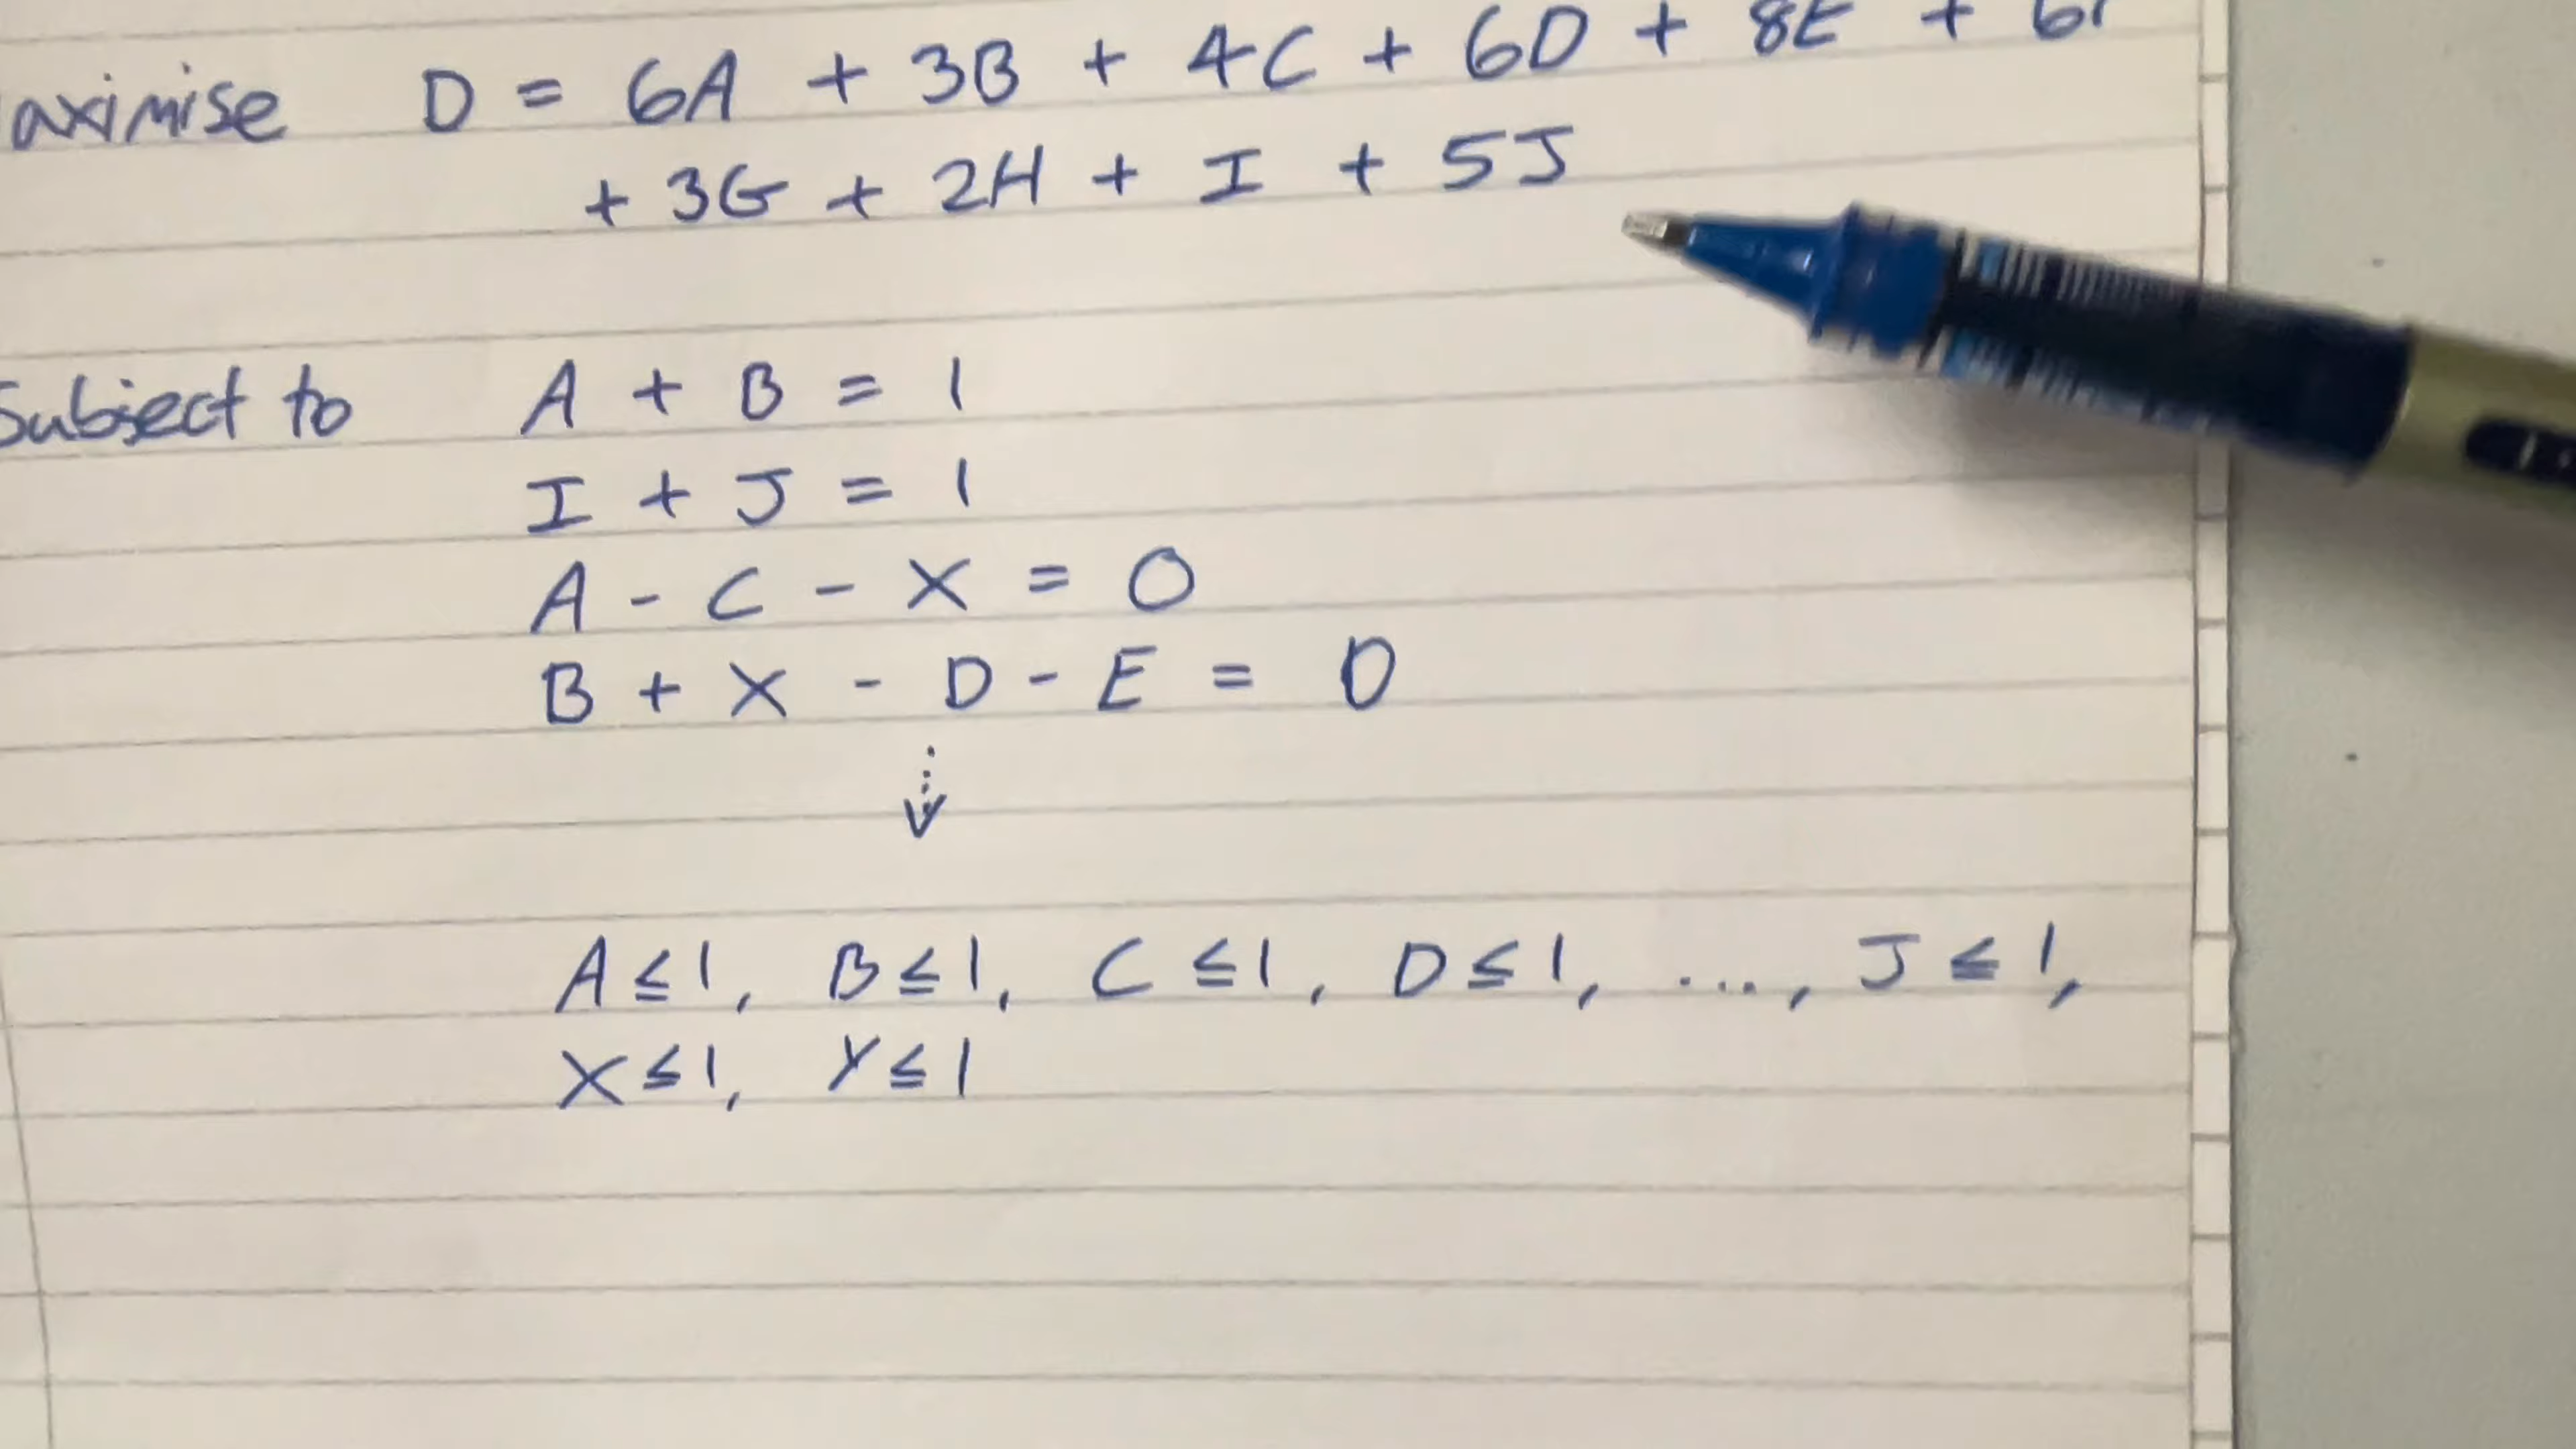 aximise D = 6A + 3B + 4C + 6D + 8E + 6
+ 3G + 2H + I + 5J
Subject to A + B = 1
I + J = 1
A - C - X = 0
B + X - D - E = 0
A ≤ 1, B ≤ 1, C ≤ 1, D ≤ 1, ..., J ≤ 1,
X ≤ 1, Y ≤ 1